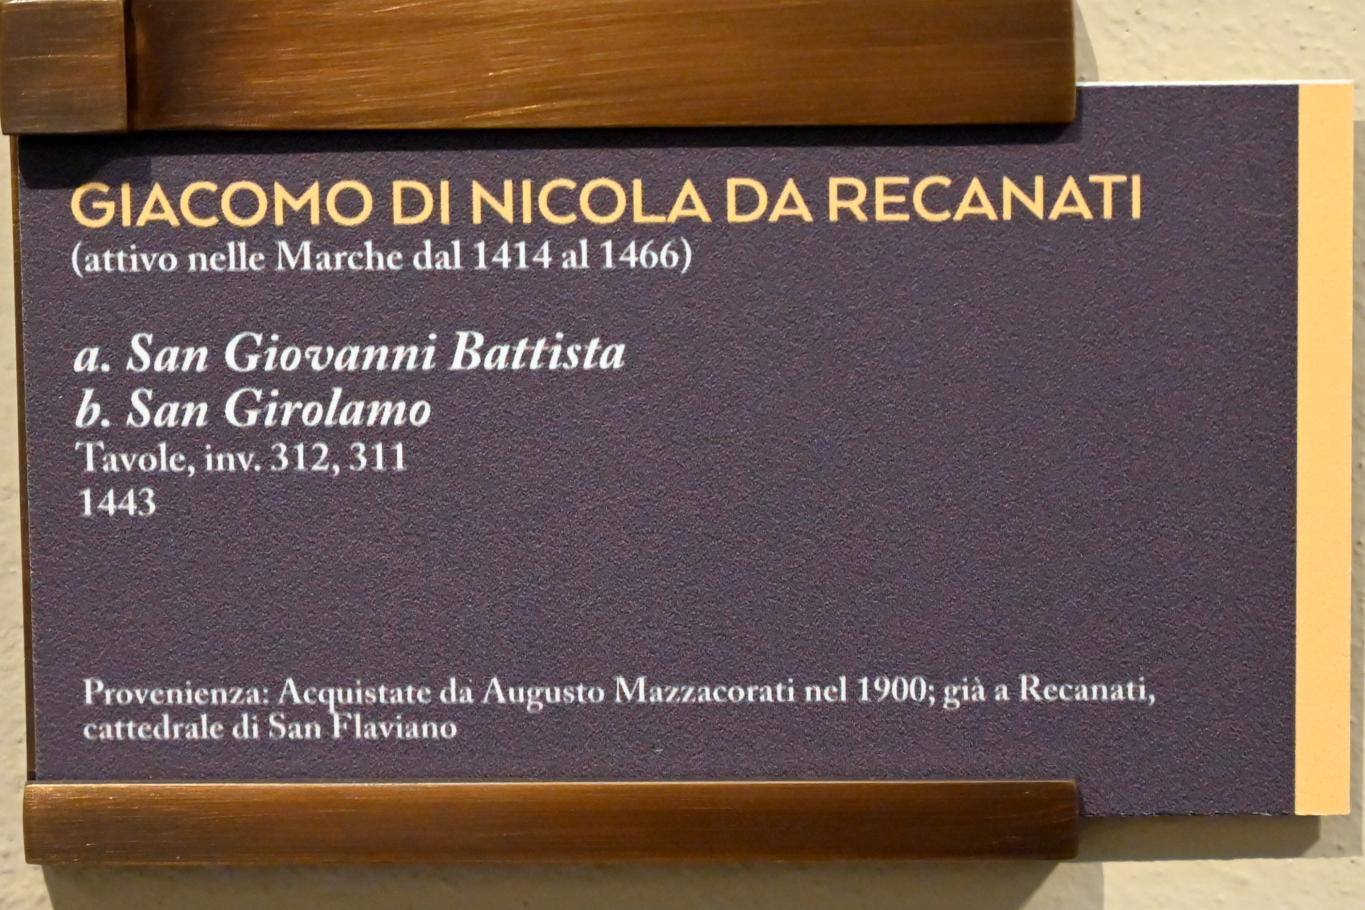 GIACOMO DI NICOLA DA RECANATI
(attivo nelle Marche dal 1414 al 1466)
a. San Giovanni Battista
b. San Girolamo
Tavole, inv. 312, 311
1443
Provenienza: Acquistate da Augusto Mazzacorati nel 1900; già a Recanati,
cattedrale di San Flaviano